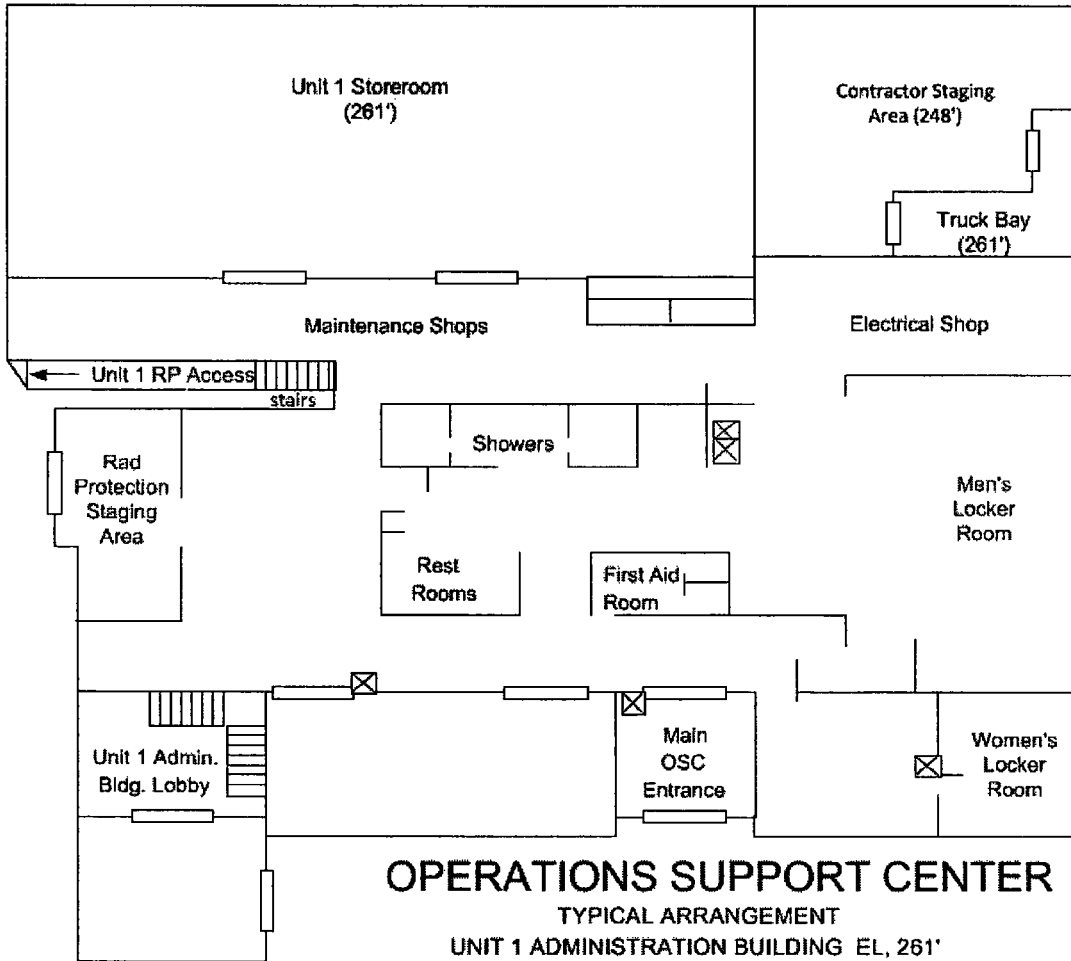 Unit 1 Storeroom
(261')
Contractor Staging
Area (248')
Truck Bay
(261')
Maintenance Shops
Electrical Shop
Unit 1 RP Access
stairs
Showers
Rad
Protection
Staging
Area
Men's
Locker
Room
Rest
Rooms
First Aid
Room
Unit 1 Admin.
Bldg. Lobby
Main
OSC
Entrance
Women's
Locker
Room
OPERATIONS SUPPORT CENTER
TYPICAL ARRANGEMENT
UNIT 1 ADMINISTRATION BUILDING EL, 261'